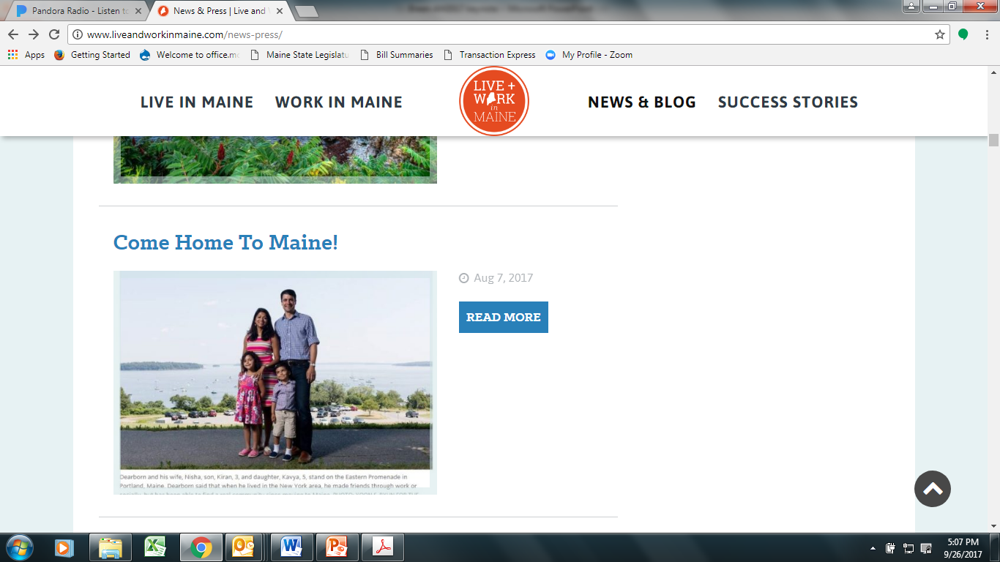 Pandora Radio - Listen to
News & Press | Live and W
www.liveandworkinmaine.com/news-press/
Apps Getting Started Welcome to office.mo Maine State Legislatu Bill Summaries Transaction Express My Profile - Zoom
LIVE IN MAINE WORK IN MAINE
LIVE +
WORK
in
MAINE
NEWS & BLOG SUCCESS STORIES
Come Home To Maine!
Aug 7, 2017
READ MORE
Dearborn and his wife, Nisha, son, Kiran, 3, and daughter, Kavya, 5, stand on the Eastern Promenade in
Portland, Maine. Dearborn said that when he lived in the New York area, he made friends through work or
5:07 PM
9/26/2017